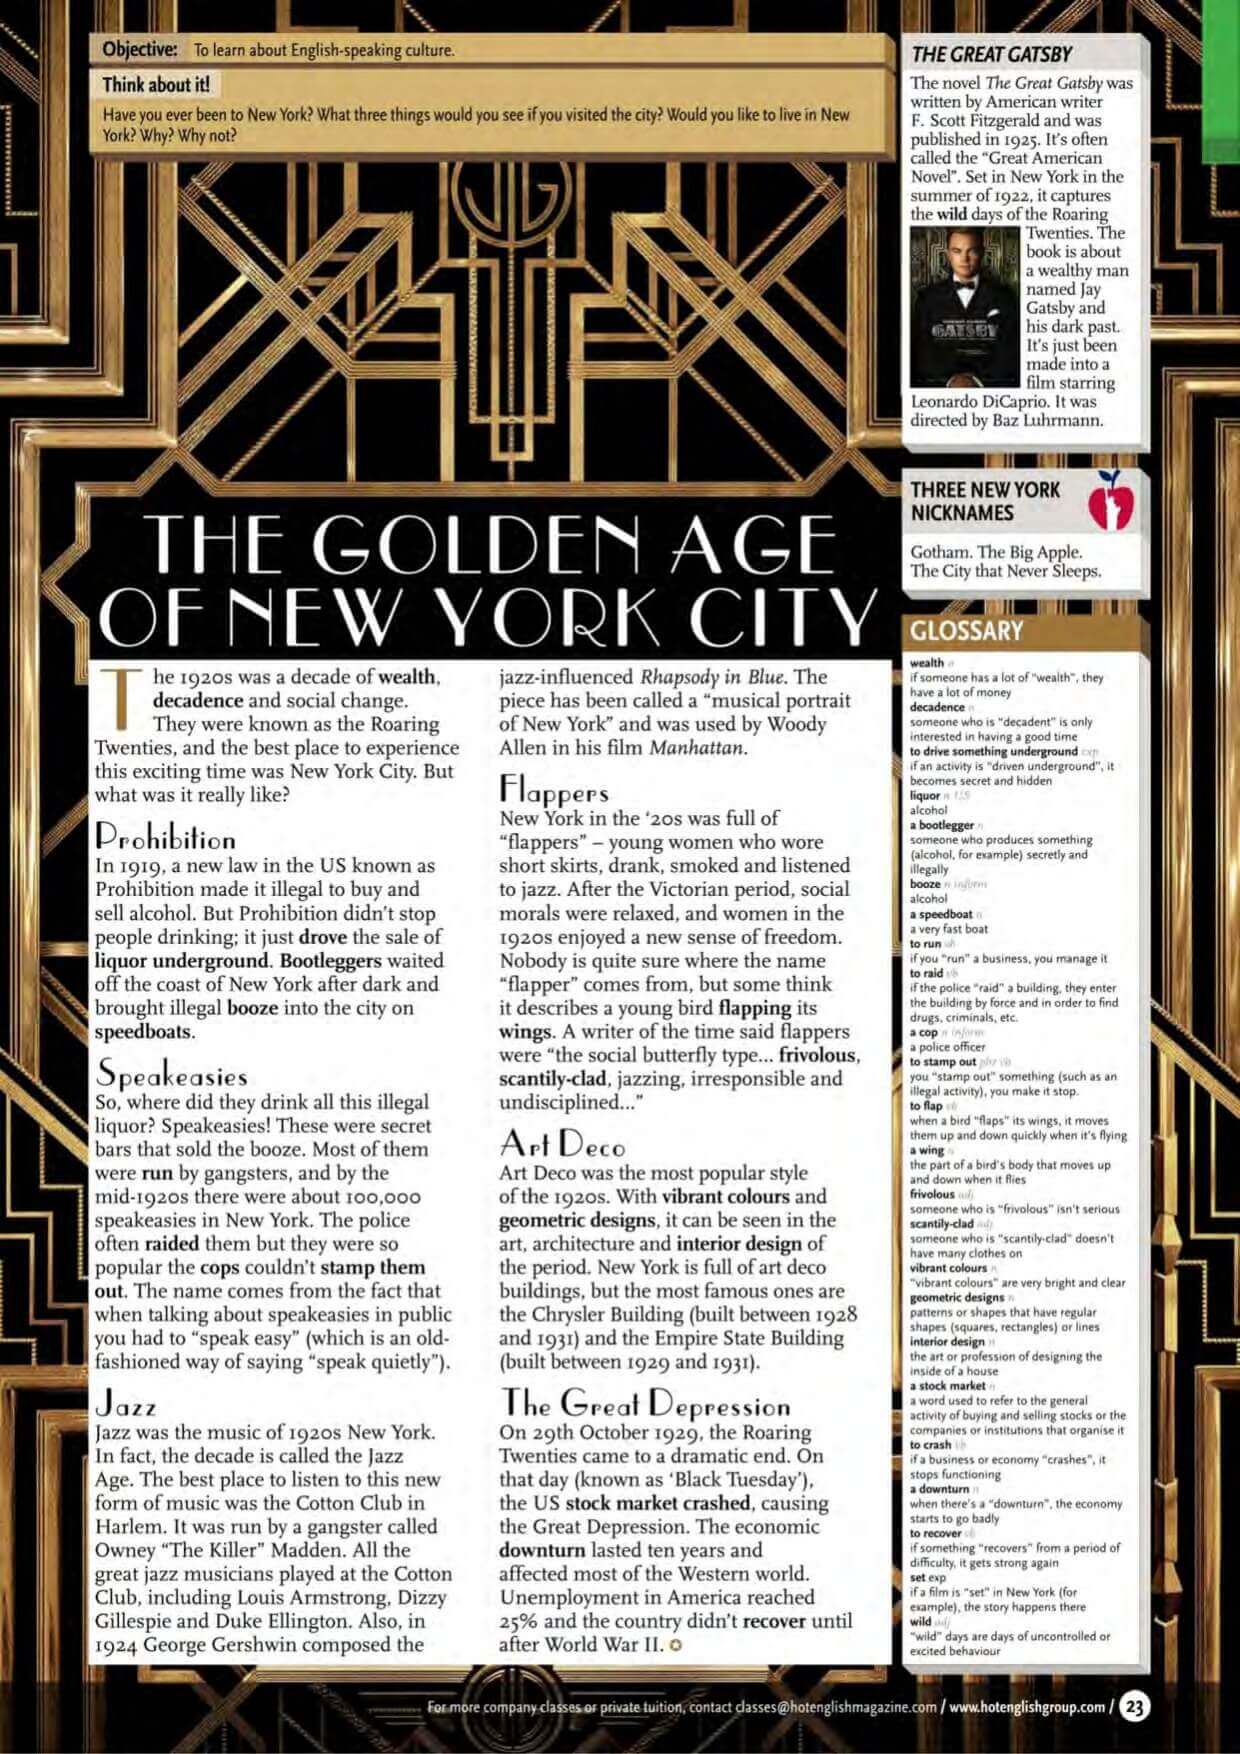 Objective: To learn about English-speaking culture.
Think about it!
Have you ever been to New York? What three things would you see if you visited the city? Would you like to live in New
York? Why? Why not?
JG
THE GOLDEN AGE
OF NEW YORK CITY
The 1920s was a decade of wealth,
decadence and social change.
They were known as the Roaring
Twenties, and the best place to experience
this exciting time was New York City. But
what was it really like?
Prohibition
In 1919, a new law in the US known as
Prohibition made it illegal to buy and
sell alcohol. But Prohibition didn't stop
people drinking; it just drove the sale of
liquor underground. Bootleggers waited
off the coast of New York after dark and
brought illegal booze into the city on
speedboats.
Speakeasies
So, where did they drink all this illegal
liquor? Speakeasies! These were secret
bars that sold the booze. Most of them
were run by gangsters, and by the
mid-1920s there were about 100,000
speakeasies in New York. The police
often raided them but they were so
popular the cops couldn't stamp them
out. The name comes from the fact that
when talking about speakeasies in public
you had to "speak easy" (which is an old-
fashioned way of saying "speak quietly").
Jazz
Jazz was the music of 1920s New York.
In fact, the decade is called the Jazz
Age. The best place to listen to this new
form of music was the Cotton Club in
Harlem. It was run by a gangster called
Owney "The Killer" Madden. All the
great jazz musicians played at the Cotton
Club, including Louis Armstrong, Dizzy
Gillespie and Duke Ellington. Also, in
1924 George Gershwin composed the
jazz-influenced Rhapsody in Blue. The
piece has been called a "musical portrait
of New York" and was used by Woody
Allen in his film Manhattan.
Flappers
New York in the '20s was full of
"flappers" – young women who wore
short skirts, drank, smoked and listened
to jazz. After the Victorian period, social
morals were relaxed, and women in the
1920s enjoyed a new sense of freedom.
Nobody is quite sure where the name
"flapper" comes from, but some think
it describes a young bird flapping its
wings. A writer of the time said flappers
were "the social butterfly type... frivolous,
scantily-clad, jazzing, irresponsible and
undisciplined..."
Art Deco
Art Deco was the most popular style
of the 1920s. With vibrant colours and
geometric designs, it can be seen in the
art, architecture and interior design of
the period. New York is full of art deco
buildings, but the most famous ones are
the Chrysler Building (built between 1928
and 1931) and the Empire State Building
(built between 1929 and 1931).
The Great Depression
On 29th October 1929, the Roaring
Twenties came to a dramatic end. On
that day (known as 'Black Tuesday'),
the US stock market crashed, causing
the Great Depression. The economic
downturn lasted ten years and
affected most of the Western world.
Unemployment in America reached
25% and the country didn't recover until
after World War II.
THE GREAT GATSBY
The novel The Great Gatsby was
written by American writer
F. Scott Fitzgerald and was
published in 1925. It's often
called the "Great American
Novel". Set in New York in the
summer of 1922, it captures
the wild days of the Roaring
Twenties. The
book is about
a wealthy man
named Jay
Gatsby and
his dark past.
It's just been
made into a
film starring
Leonardo DiCaprio. It was
directed by Baz Luhrmann.
GATSBY
THREE NEW YORK
NICKNAMES
Gotham. The Big Apple.
The City that Never Sleeps.
GLOSSARY
wealth n
if someone has a lot of "wealth", they
have a lot of money
decadence n
someone who is "decadent" is only
interested in having a good time
to drive something underground exp
if an activity is "driven underground", it
becomes secret and hidden
liquor n US
alcohol
a bootlegger n
someone who produces something
(alcohol, for example) secretly and
illegally
booze n inform
alcohol
a speedboat n
a very fast boat
to run vb
if you "run" a business, you manage it
to raid vb
if the police "raid" a building, they enter
the building by force and in order to find
drugs, criminals, etc.
a cop n inform
a police officer
to stamp out phr vb
you "stamp out" something (such as an
illegal activity), you make it stop.
to flap vb
when a bird "flaps" its wings, it moves
them up and down quickly when it's flying
a wing n
the part of a bird's body that moves up
and down when it flies
frivolous adj
someone who is "frivolous" isn't serious
scantily-clad adj
someone who is "scantily-clad" doesn't
have many clothes on
vibrant colours n
"vibrant colours" are very bright and clear
geometric designs n
patterns or shapes that have regular
shapes (squares, rectangles) or lines
interior design n
the art or profession of designing the
inside of a house
a stock market n
a word used to refer to the general
activity of buying and selling stocks or the
companies or institutions that organise it
to crash vb
if a business or economy "crashes", it
stops functioning
a downturn n
when there's a "downturn", the economy
starts to go badly
to recover vb
if something "recovers" from a period of
difficulty, it gets strong again
set exp
if a film is "set" in New York (for
example), the story happens there
wild adj
"wild" days are days of uncontrolled or
excited behaviour
For more company classes or private tuition, contact classes@hotenglishmagazine.com / www.hotenglishgroup.com / 23